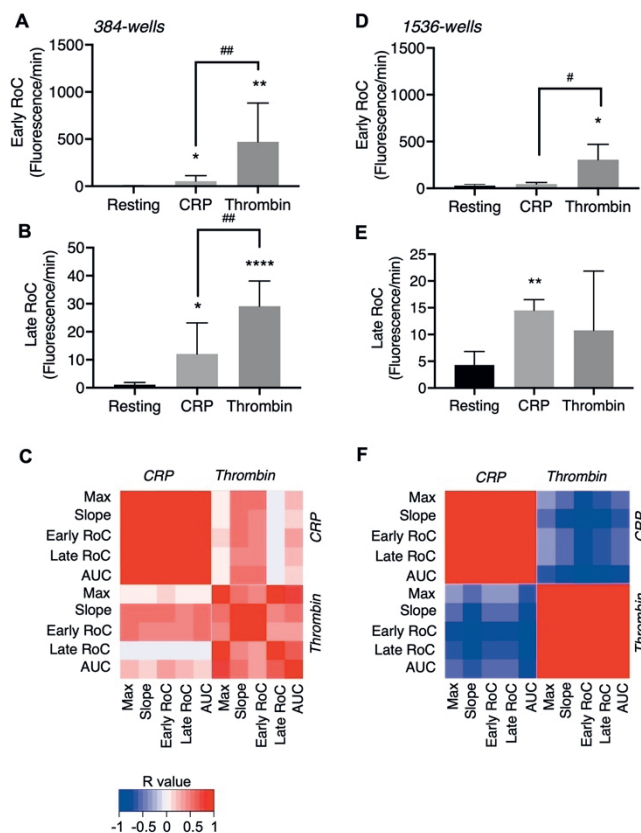 A 384-wells
Early RoC
(Fluorescence/min)
1500
1000
500
0
##
*
**
Resting CRP Thrombin
B
Late RoC
(Fluorescence/min)
50
40
30
20
10
0
##
*
****
Resting CRP Thrombin
C
CRP Thrombin
Max
Slope
Early RoC
Late RoC
AUC
Max
Slope
Early RoC
Late RoC
AUC
CRP
Thrombin
Max
Slope
Early RoC
Late RoC
AUC
Max
Slope
Early RoC
Late RoC
AUC
R value
-1 -0.5 0 0.5 1
D 1536-wells
Early RoC
(Fluorescence/min)
1500
1000
500
0
#
*
Resting CRP Thrombin
E
Late RoC
(Fluorescence/min)
25
20
15
10
5
0
**
Resting CRP Thrombin
F
CRP Thrombin
Max
Slope
Early RoC
Late RoC
AUC
Max
Slope
Early RoC
Late RoC
AUC
CRP
Thrombin
Max
Slope
Early RoC
Late RoC
AUC
Max
Slope
Early RoC
Late RoC
AUC